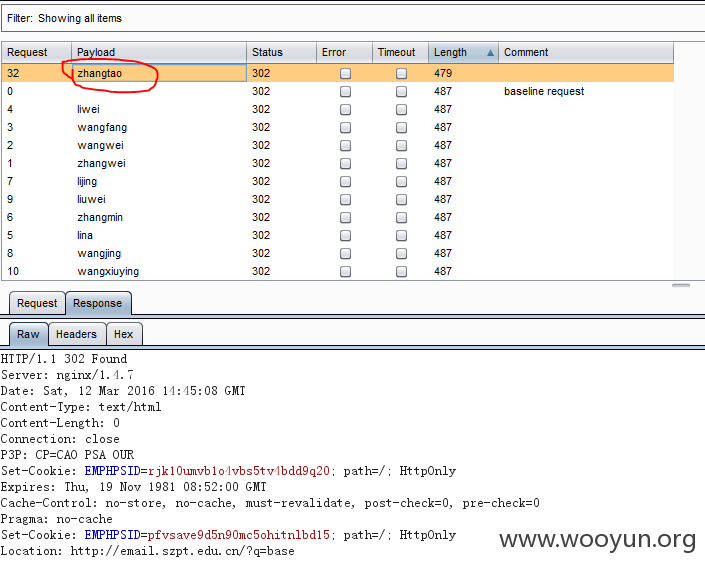 Filter: Showing all items
Request Payload Status Error Timeout Length Comment
32 zhangtao 302 479
0 302 487 baseline request
4 liwei 302 487
3 wangfang 302 487
2 wangwei 302 487
1 zhangwei 302 487
7 lijing 302 487
9 liuwei 302 487
6 zhangmin 302 487
5 lina 302 487
8 wangjing 302 487
10 wangxiuying 302 487
Request Response
Raw Headers Hex
HTTP/1.1 302 Found
Server: nginx/1.4.7
Date: Sat, 12 Mar 2016 14:45:08 GMT
Content-Type: text/html
Content-Length: 0
Connection: close
P3P: CP=CAO PSA OUR
Set-Cookie: EMPHPSID=rjk10umvb1o4vbs5tv4bdd9q20; path=/; HttpOnly
Expires: Thu, 19 Nov 1981 08:52:00 GMT
Cache-Control: no-store, no-cache, must-revalidate, post-check=0, pre-check=0
Pragma: no-cache
Set-Cookie: EMPHPSID=pfvsave9d5n90mc5ohitnlbd15; path=/; HttpOnly
Location: http://email.szpt.edu.cn/?q=base
www.wooyun.org